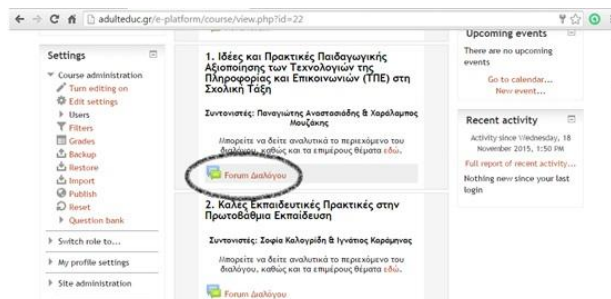 adulteduc.gr/e-platform/course/view.php?id=22
Settings
Course administration
Turn editing on
Edit settings
Users
Filters
Grades
Backup
Restore
Import
Publish
Reset
Question bank
Switch role to...
My profile settings
Site administration
1. Ιδέες και Πρακτικές Παιδαγωγικής
Αξιοποίησης των Τεχνολογιών της
Πληροφορίας και Επικοινωνιών (ΤΠΕ) στη
Σχολική Τάξη
Συντονιστές: Παναγιώτης Αναστασιάδης & Χαράλαμπος
Μουζάκης
Μπορείτε να δείτε αναλυτικά το περιεχόμενο του
διαλόγου, καθώς και τα επιμέρους θέματα εδώ.
Forum Διαλόγου
2. Καλές Εκπαιδευτικές Πρακτικές στην
Πρωτοβάθμια Εκπαίδευση
Συντονιστές: Σοφία Καλογρίδη & Ιγνάτιος Καράμηνας
Μπορείτε να δείτε αναλυτικά το περιεχόμενο του
διαλόγου, καθώς και τα επιμέρους θέματα εδώ.
Forum Διαλόγου
Upcoming events
There are no upcoming
events
Go to calendar...
New event...
Recent activity
Activity since Wednesday, 18
November 2015, 1:50 PM
Full report of recent activity...
Nothing new since your last
login